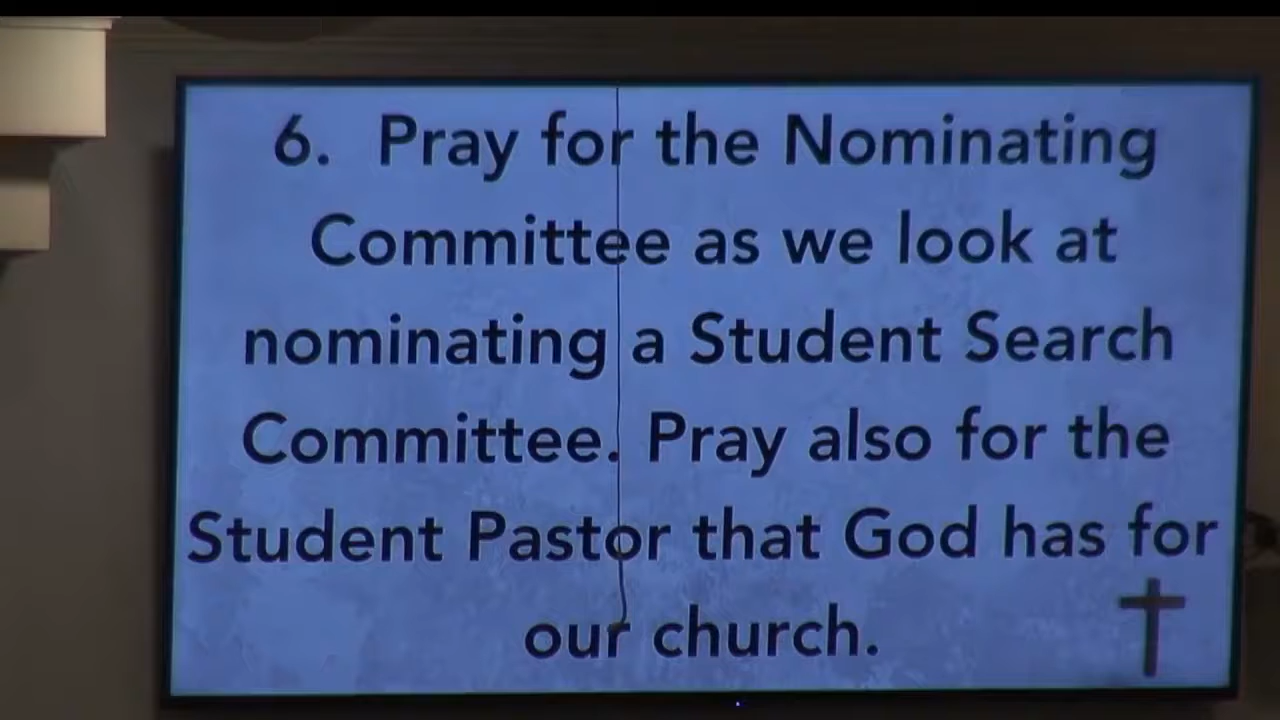 6. Pray for the Nominating
Committee as we look at
nominating a Student Search
Committee. Pray also for the
Student Pastor that God has for
our church.